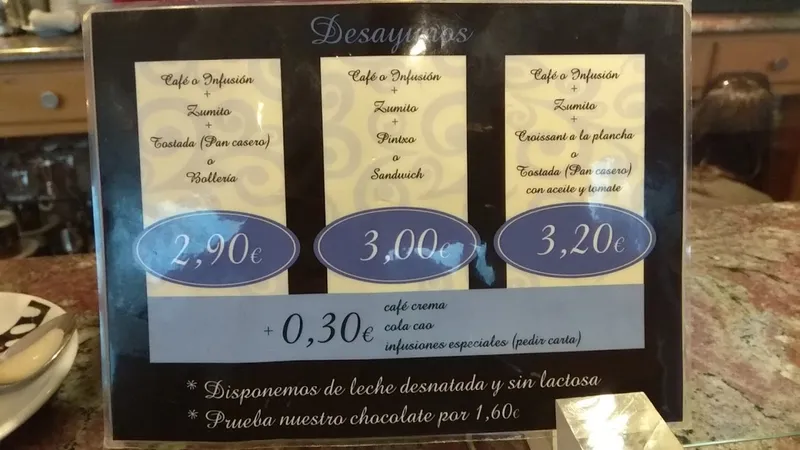 Desayunos
Café o Infusión
+
Zumito
+
Tostada (Pan casero)
o
Bollería
2,90€
Café o Infusión
+
Zumito
+
Pintxo
o
Sandwich
3,00€
Café o Infusión
+
Zumito
+
Croissant a la plancha
o
Tostada (Pan casero)
con aceite y tomate
3,20€
+ 0,30€
café crema
cola cao
infusiones especiales (pedir carta)
* Disponemos de leche desnatada y sin lactosa
* Prueba nuestro chocolate por 1,60€